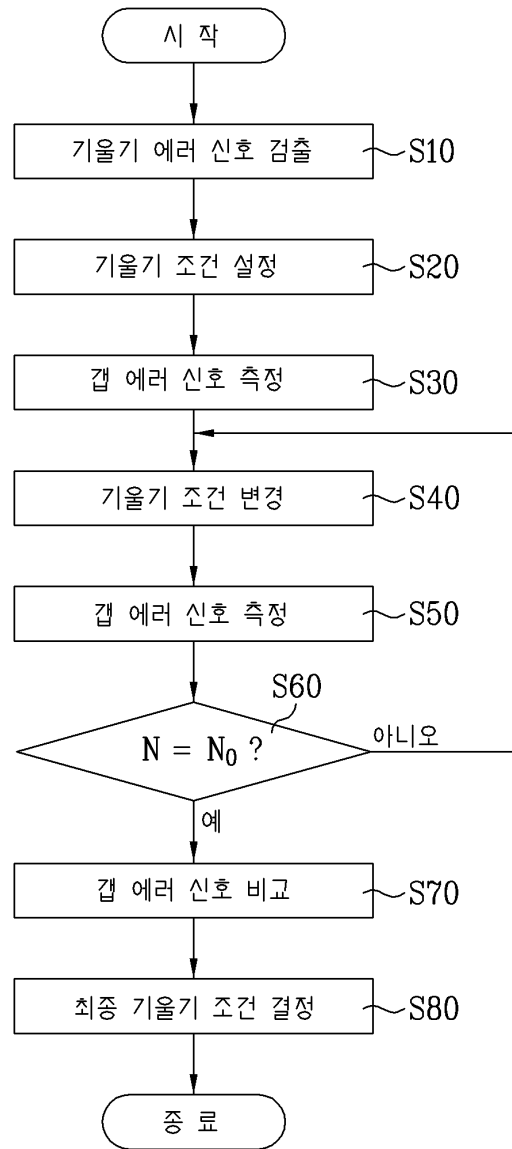 시 작
기울기 에러 신호 검출 S10
기울기 조건 설정 S20
갭 에러 신호 측정 S30
기울기 조건 변경 S40
갭 에러 신호 측정 S50
S60
N = N₀ ?
아니오
예
갭 에러 신호 비교 S70
최종 기울기 조건 결정 S80
종 료